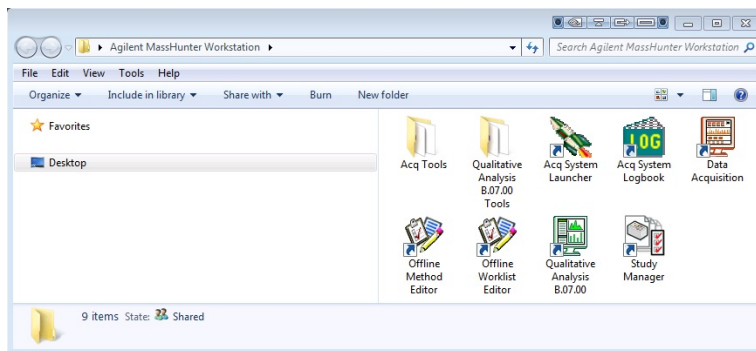 Agilent MassHunter Workstation
Search Agilent MassHunter Workstation
File Edit View Tools Help
Organize Include in library Share with Burn New folder
Favorites
Desktop
Acq Tools
Qualitative
Analysis
B.07.00
Tools
Acq System
Launcher
LOG
Acq System
Logbook
Data
Acquisition
Offline
Method
Editor
Offline
Worklist
Editor
Qualitative
Analysis
B.07.00
Study
Manager
9 items State: Shared